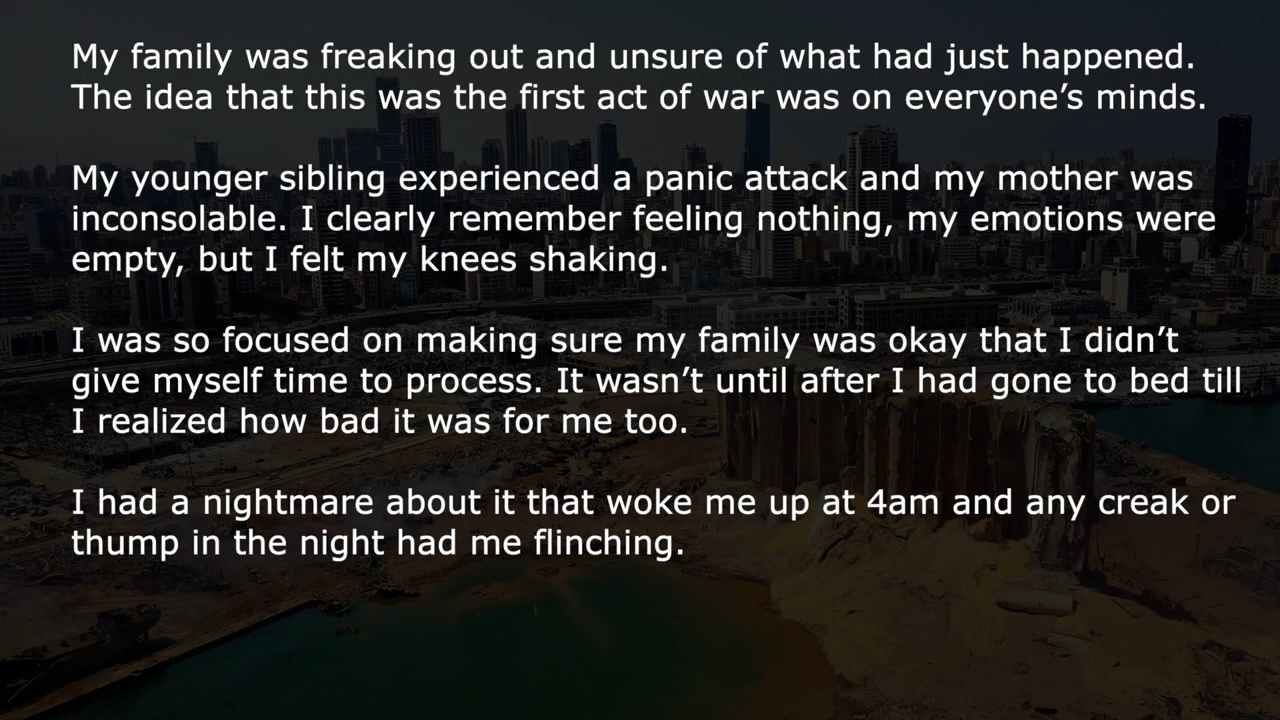 My family was freaking out and unsure of what had just happened.
The idea that this was the first act of war was on everyone’s minds.
My younger sibling experienced a panic attack and my mother was
inconsolable. I clearly remember feeling nothing, my emotions were
empty, but I felt my knees shaking.
I was so focused on making sure my family was okay that I didn’t
give myself time to process. It wasn’t until after I had gone to bed till
I realized how bad it was for me too.
I had a nightmare about it that woke me up at 4am and any creak or
thump in the night had me flinching.